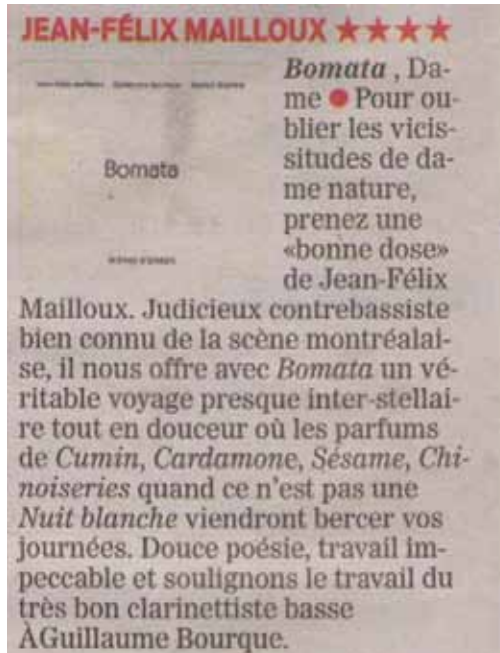 JEAN-FÉLIX MAILLOUX ★★★★
Bomata
Bomata , Da-
me ● Pour ou-
blier les vicis-
situdes de da-
me nature,
prenez une
«bonne dose»
de Jean-Félix
Mailloux. Judicieux contrebassiste
bien connu de la scène montréalai-
se, il nous offre avec Bomata un vé-
ritable voyage presque inter-stellai-
re tout en douceur où les parfums
de Cumin, Cardamone, Sésame, Chi-
noiseries quand ce n'est pas une
Nuit blanche viendront bercer vos
journées. Douce poésie, travail im-
peccable et soulignons le travail du
très bon clarinettiste basse
ÀGuillaume Bourque.